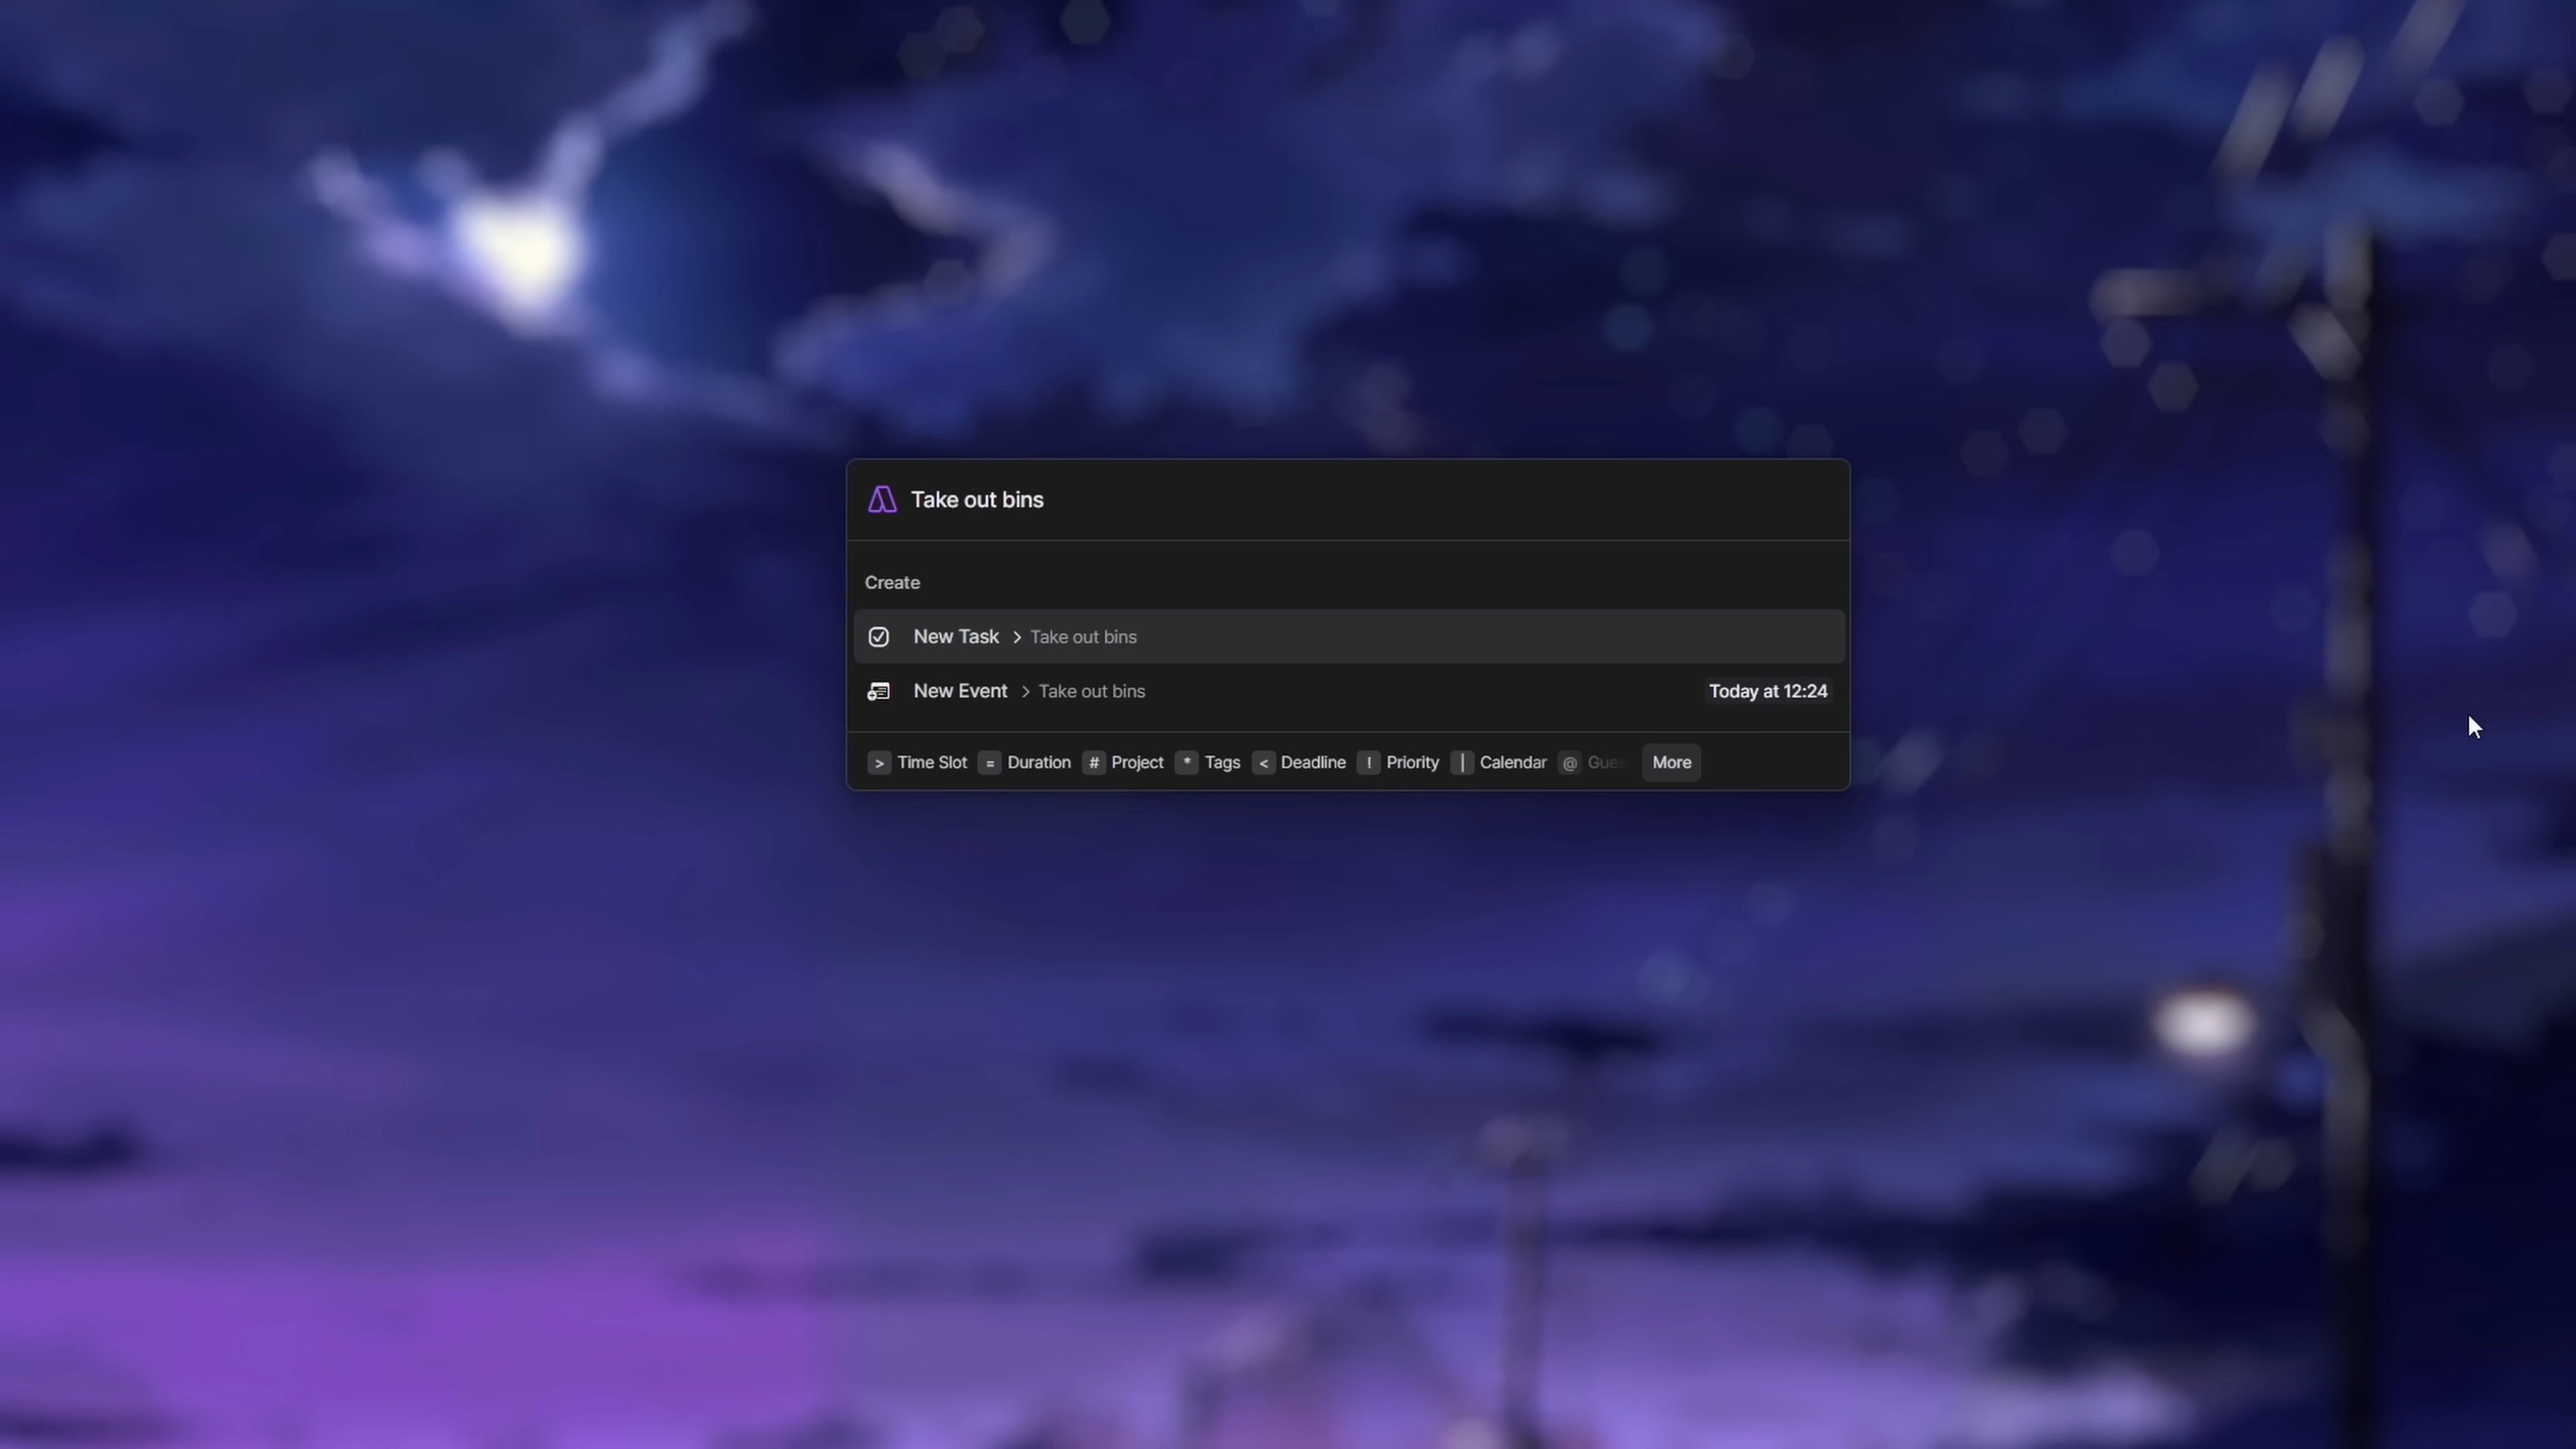 Take out bins
Create
New Task > Take out bins
New Event > Take out bins Today at 12:24
> Time Slot = Duration # Project * Tags < Deadline ! Priority | Calendar @ More